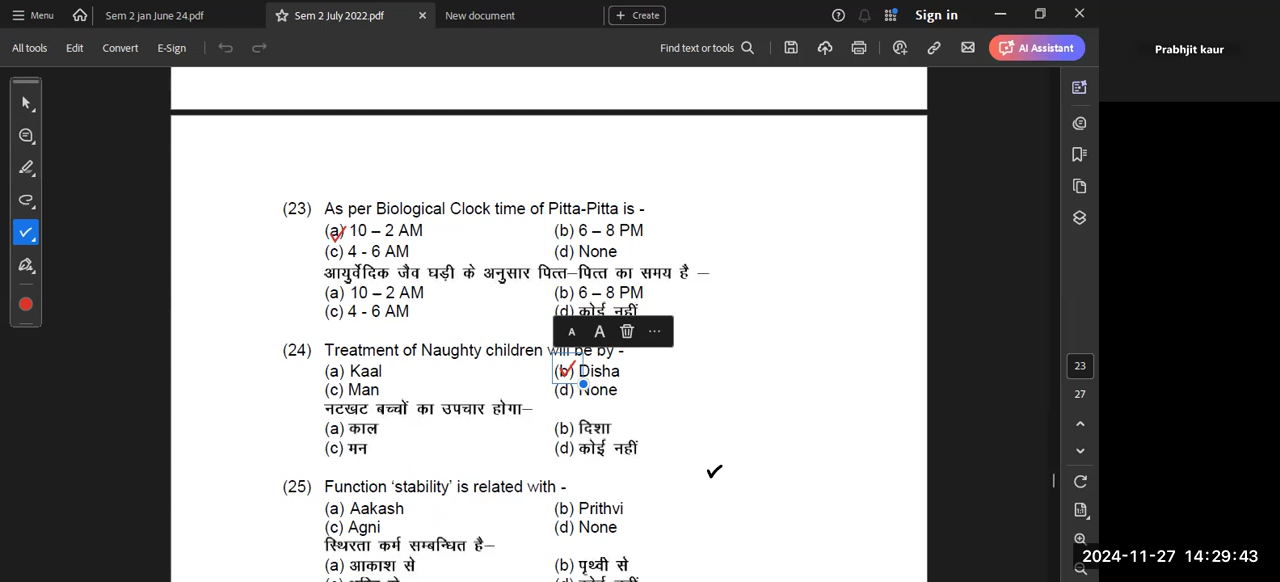 Menu
Sem 2 jan June 24.pdf
Sem 2 July 2022.pdf
New document
Create
Sign in
All tools Edit Convert E-Sign
Find text or tools
AI Assistant
Prabhjit kaur
(23) As per Biological Clock time of Pitta-Pitta is -
(a) 10 – 2 AM (b) 6 – 8 PM
(c) 4 - 6 AM (d) None
आयुर्वेदिक जैव घड़ी के अनुसार पित्त–पित्त का समय है –
(a) 10 – 2 AM (b) 6 – 8 PM
(c) 4 - 6 AM (d) कोई नहीं
A A ...
(24) Treatment of Naughty children will be by -
(a) Kaal (b) Disha
(c) Man (d) None
नटखट बच्चों का उपचार होगा–
(a) काल (b) दिशा
(c) मन (d) कोई नहीं
(25) Function ‘stability’ is related with -
(a) Aakash (b) Prithvi
(c) Agni (d) None
स्थिरता कर्म सम्बन्धित है–
(a) आकाश से (b) पृथ्वी से
23
27
2024-11-27 14:29:43